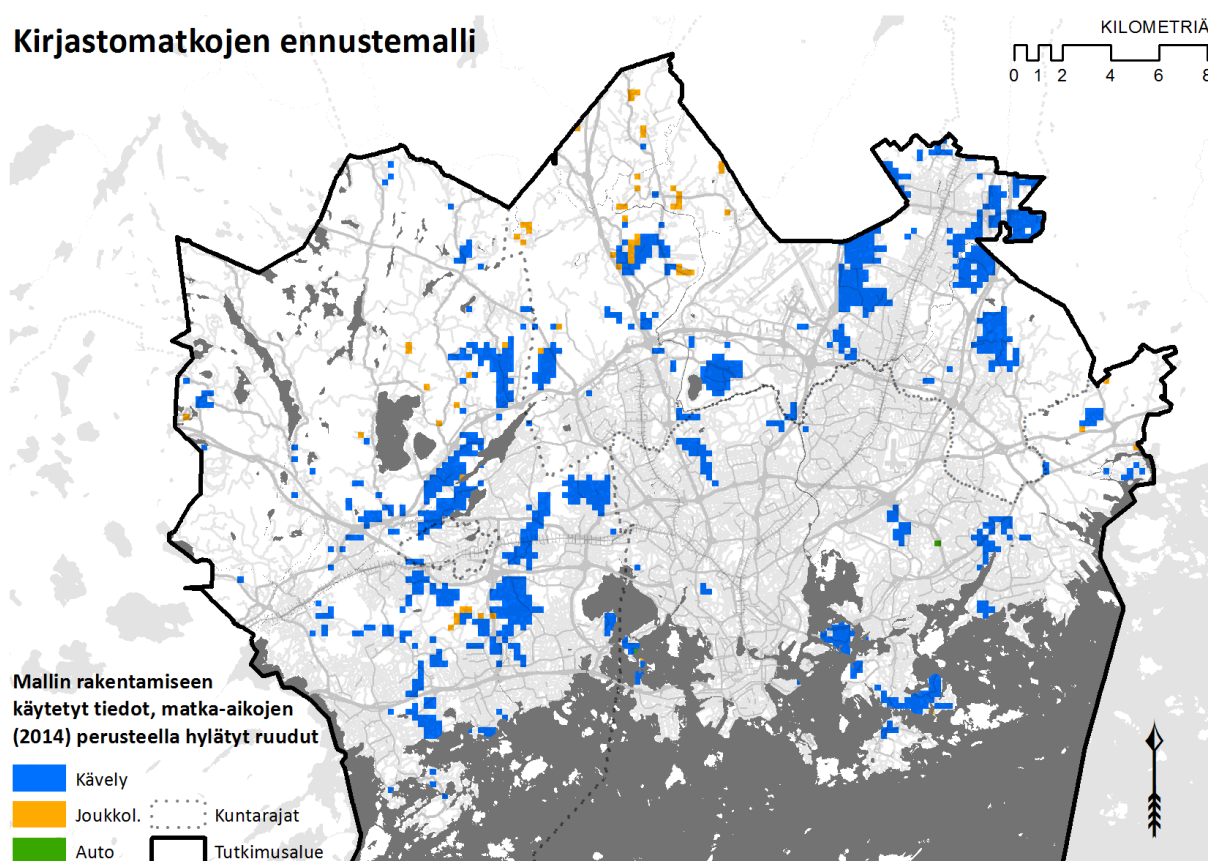 Kirjastomatkojen ennustemalli
KILOMETRIÄ
0 1 2 4 6 8
Mallin rakentamiseen
käytetyt tiedot, matka-aikojen
(2014) perusteella hylätyt ruudut
Kävely
Joukkol.
Kuntarajat
Auto
Tutkimusalue